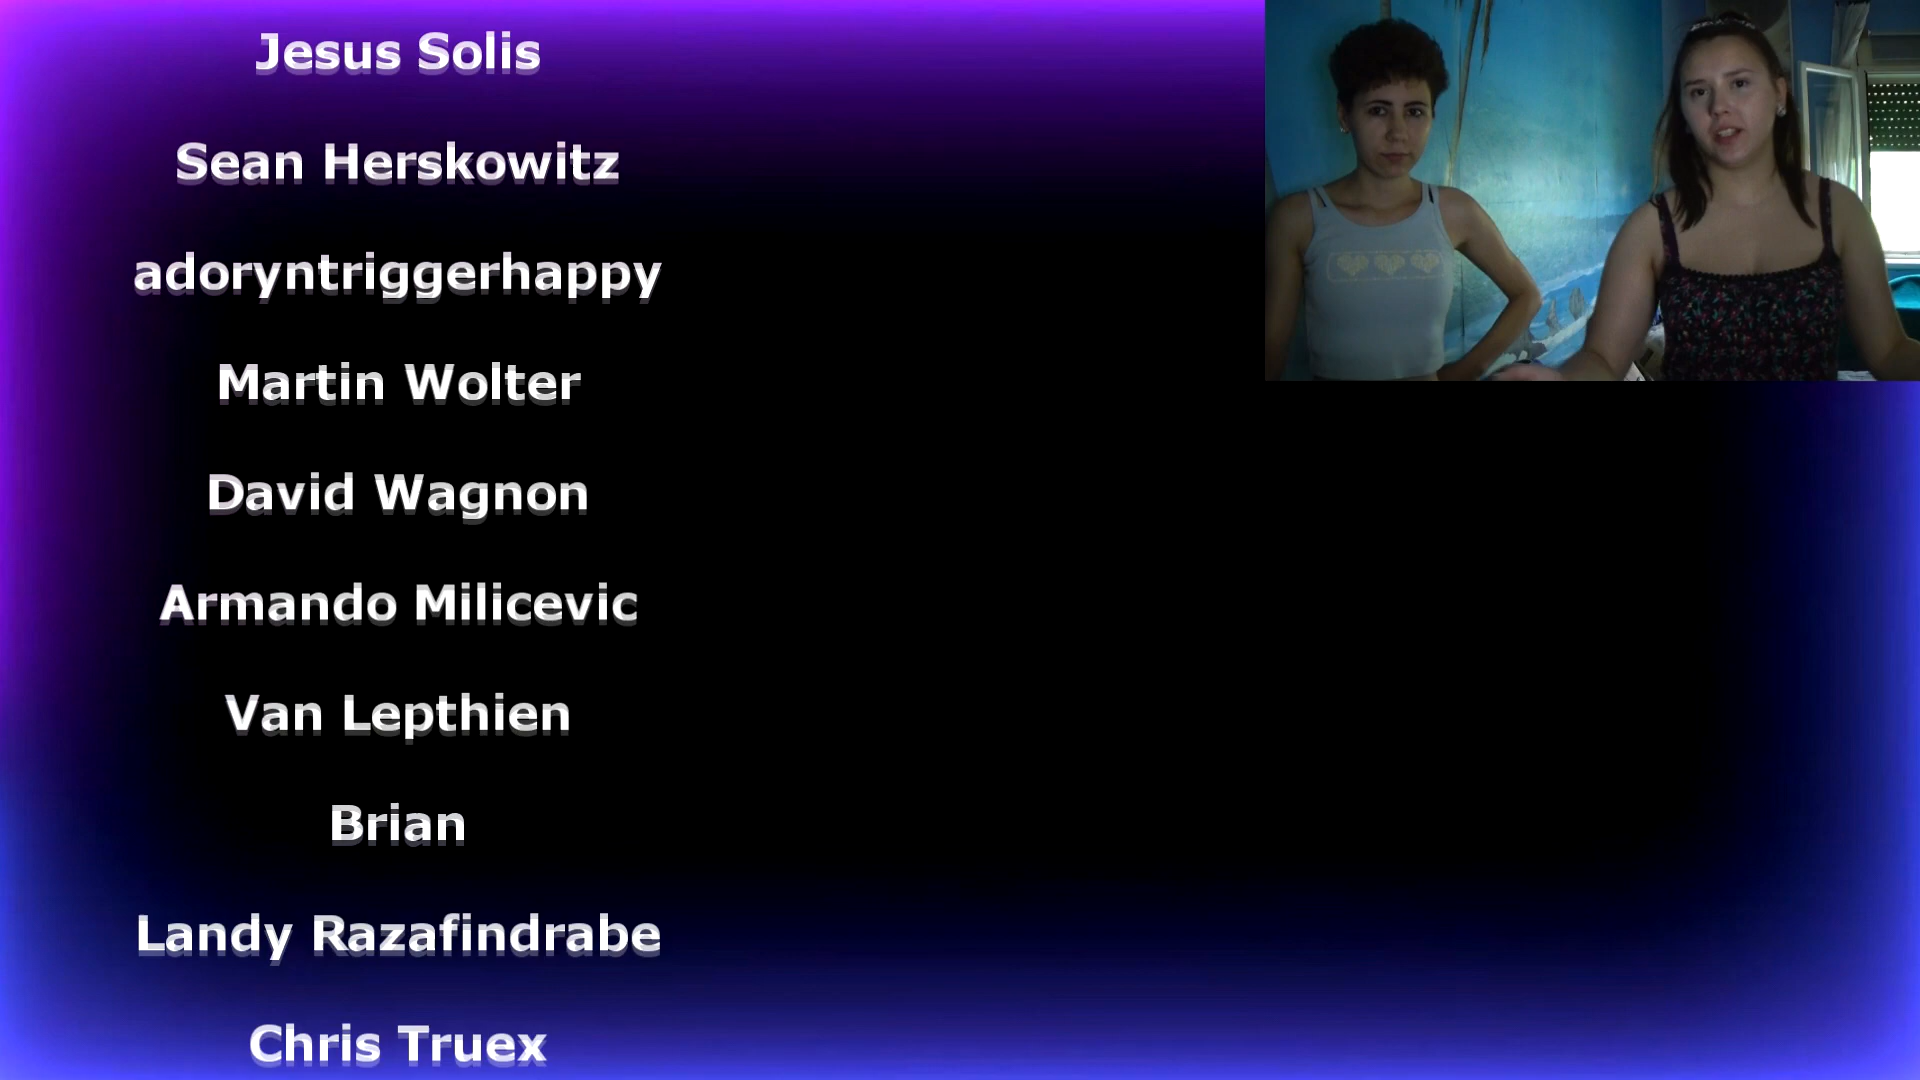 Jesus Solis
Sean Herskowitz
adoryntriggerhappy
Martin Wolter
David Wagnon
Armando Milicevic
Van Lepthien
Brian
Landy Razafindrabe
Chris Truex